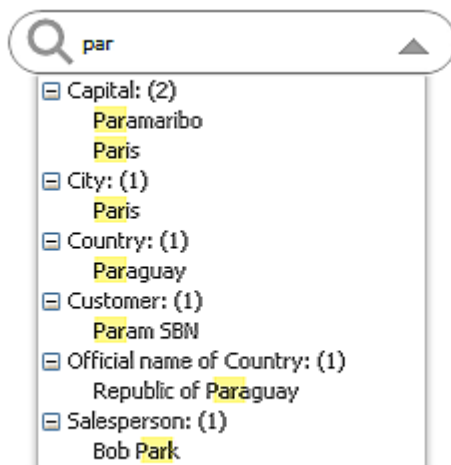 par
Capital: (2)
Paramaribo
Paris
City: (1)
Paris
Country: (1)
Paraguay
Customer: (1)
Param SBN
Official name of Country: (1)
Republic of Paraguay
Salesperson: (1)
Bob Park